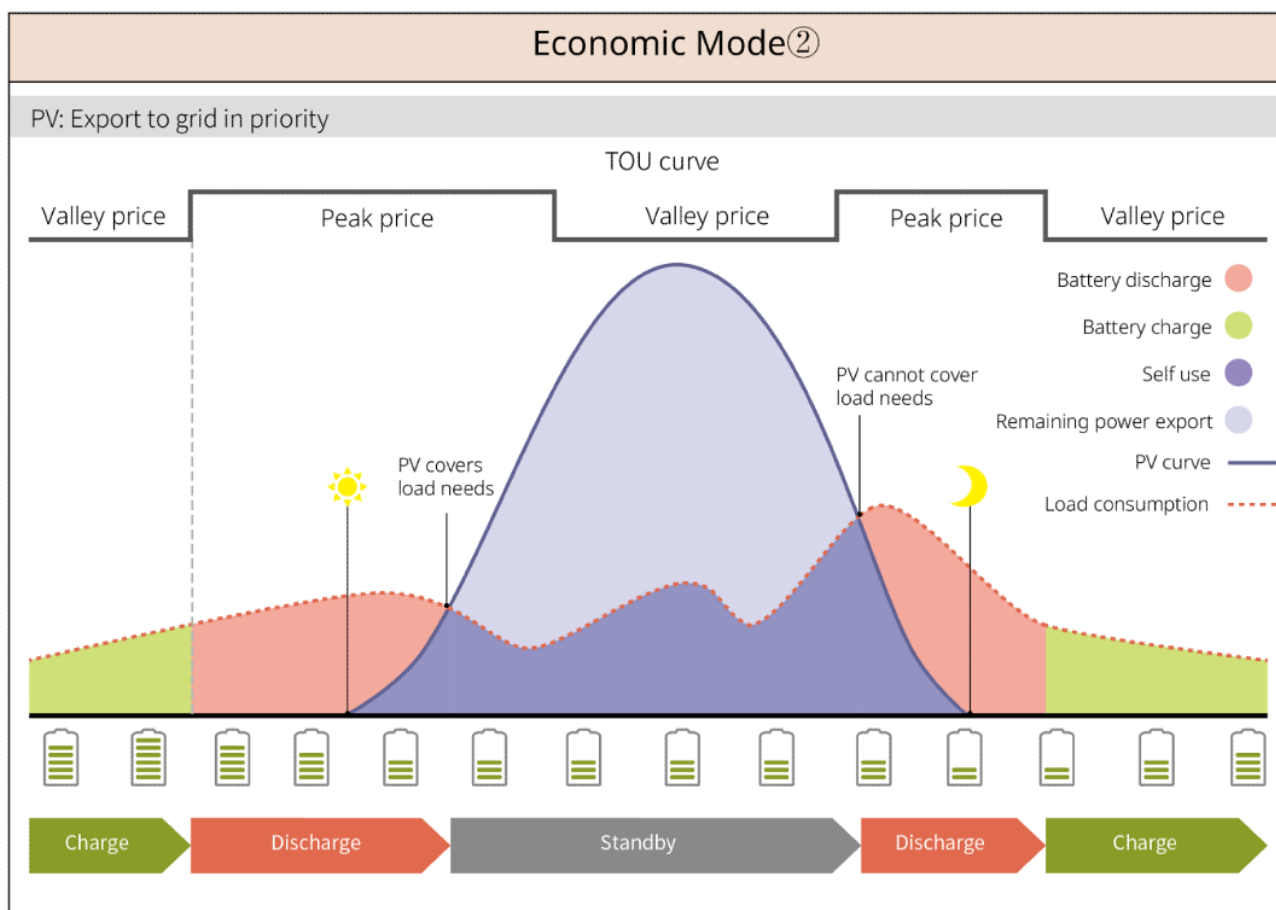 Economic Mode②
PV: Export to grid in priority
TOU curve
Valley price
Peak price
Valley price
Peak price
Valley price
Battery discharge
Battery charge
Self use
Remaining power export
PV curve
Load consumption
PV cannot cover
load needs
PV covers
load needs
Charge
Discharge
Standby
Discharge
Charge